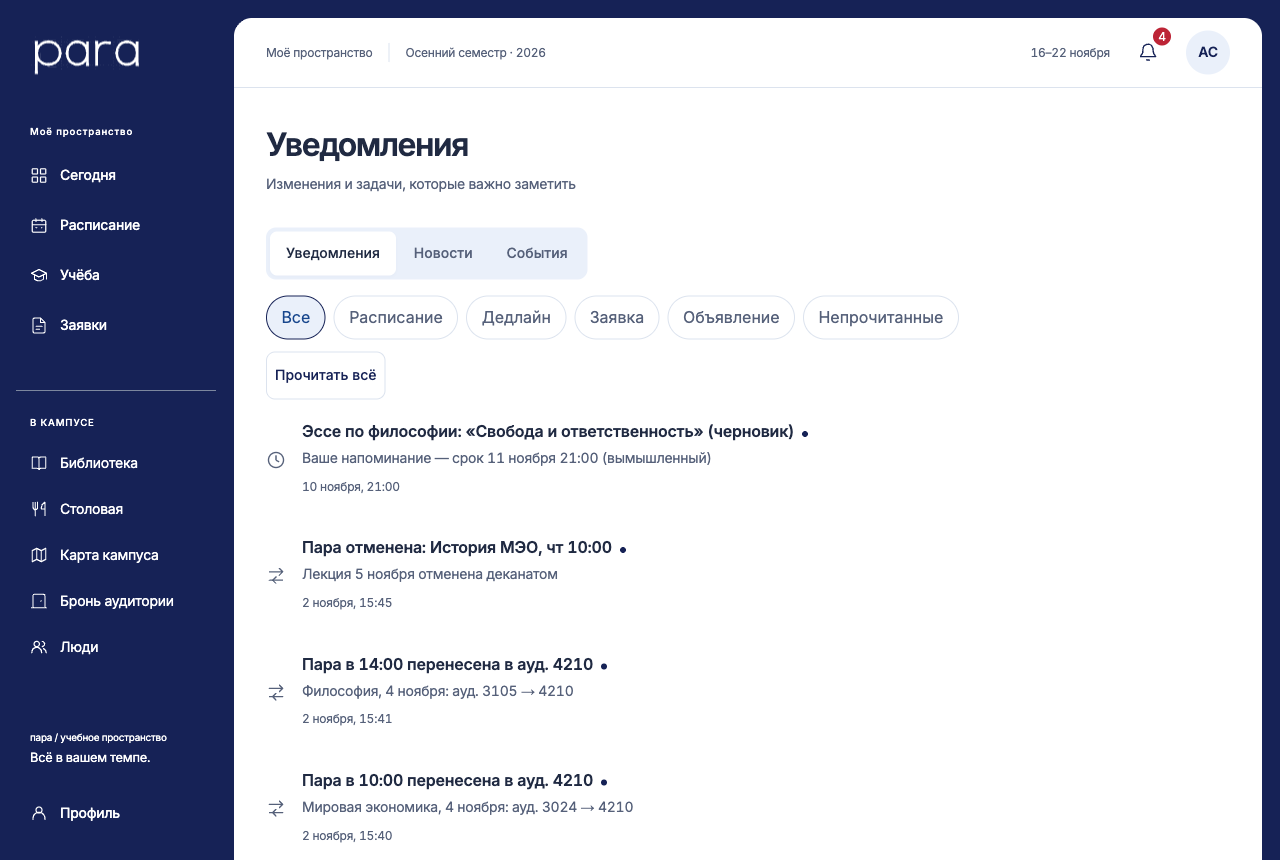 para
Моё пространство
Сегодня
Расписание
Учёба
Заявки
В КАМПУСЕ
Библиотека
Столовая
Карта кампуса
Бронь аудитории
Люди
пара / учебное пространство
Всё в вашем темпе.
Профиль
Моё пространство Осенний семестр · 2026 16–22 ноября 4 АС
Уведомления
Изменения и задачи, которые важно заметить
Уведомления Новости События
Все Расписание Дедлайн Заявка Объявление Непрочитанные
Прочитать всё
Эссе по философии: «Свобода и ответственность» (черновик)
Ваше напоминание — срок 11 ноября 21:00 (вымышленный)
10 ноября, 21:00
Пара отменена: История МЭО, чт 10:00
Лекция 5 ноября отменена деканатом
2 ноября, 15:45
Пара в 14:00 перенесена в ауд. 4210
Философия, 4 ноября: ауд. 3105 → 4210
2 ноября, 15:41
Пара в 10:00 перенесена в ауд. 4210
Мировая экономика, 4 ноября: ауд. 3024 → 4210
2 ноября, 15:40